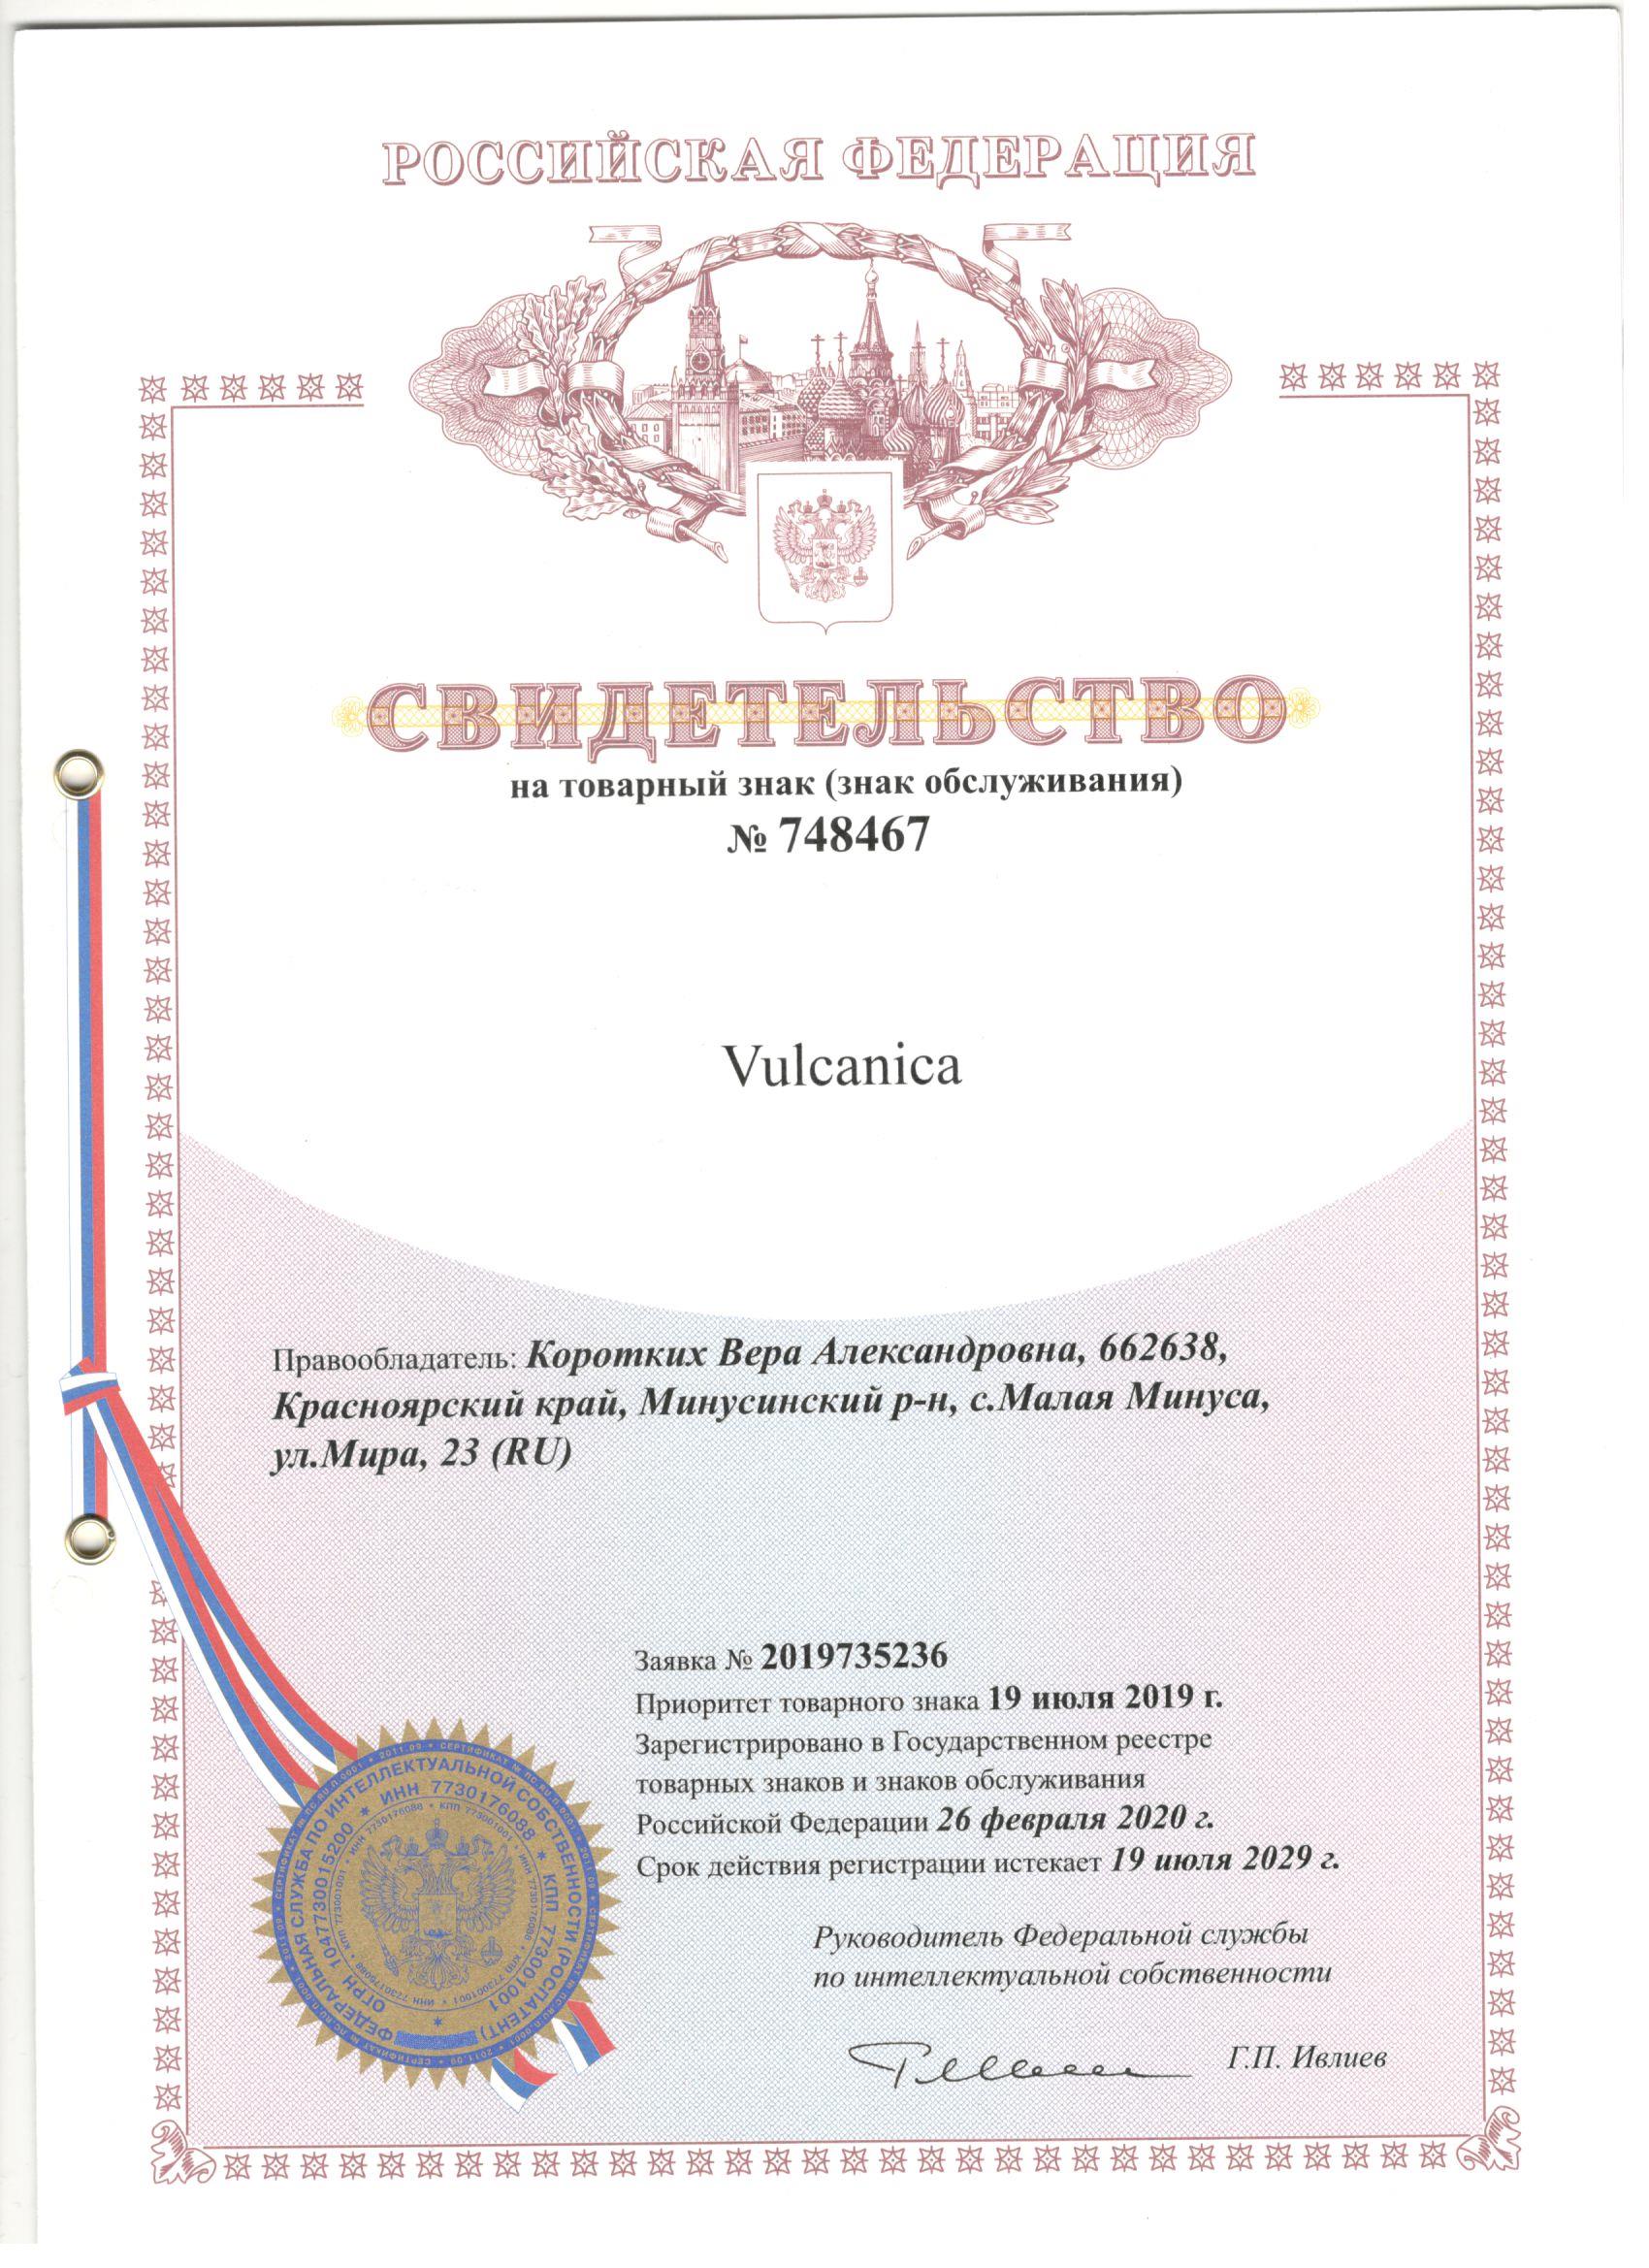 РОССИЙСКАЯ ФЕДЕРАЦИЯ
СВИДЕТЕЛЬСТВО
на товарный знак (знак обслуживания)
№ 748467
Vulcanica
Правообладатель: Коротких Вера Александровна, 662638,
Красноярский край, Минусинский р-н, с.Малая Минуса,
ул.Мира, 23 (RU)
Заявка № 2019735236
Приоритет товарного знака 19 июля 2019 г.
Зарегистрировано в Государственном реестре
товарных знаков и знаков обслуживания
Российской Федерации 26 февраля 2020 г.
Срок действия регистрации истекает 19 июля 2029 г.
Руководитель Федеральной службы
по интеллектуальной собственности
Г.П. Ивлиев
ФЕДЕРАЛЬНАЯ СЛУЖБА ПО ИНТЕЛЛЕКТУАЛЬНОЙ СОБСТВЕННОСТИ (РОСПАТЕНТ)
ОГРН 1047730015200 * ИНН 7730176088 * КПП 773001001 *